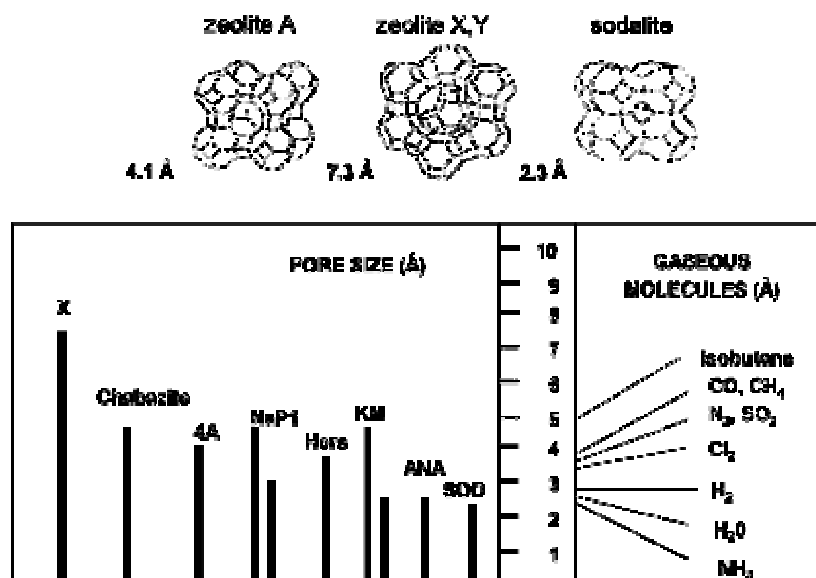 zeolite A
zeolite X,Y
sodalite
4.1 Å
7.3 Å
2.3 Å
PORE SIZE (Å)
X
Chabazite
4A
NaP1
Hers
KM
ANA
SOD
10
9
8
7
6
5
4
3
2
1
GASEOUS
MOLECULES (Å)
Isobutene
CO, CH4
N2, SO2
Cl2
H2
H20
NH3